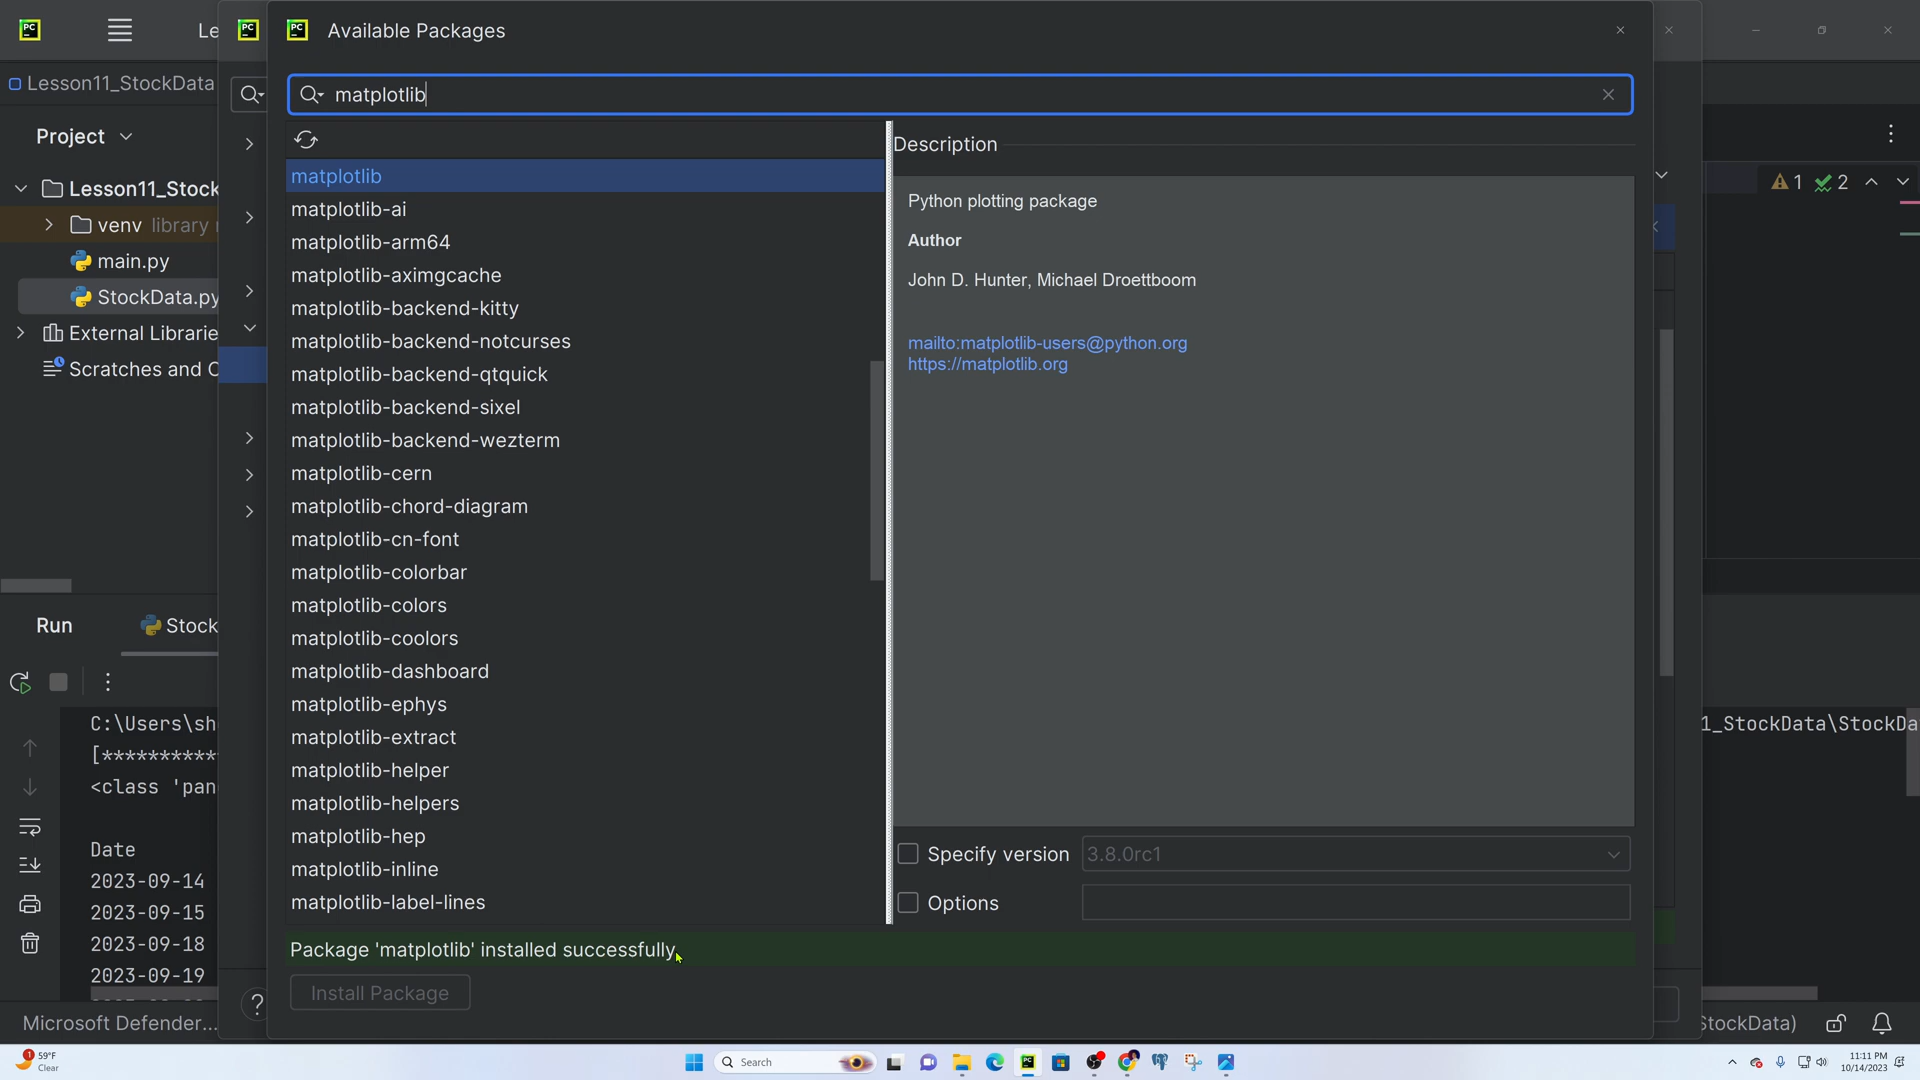 Le
Available Packages
Lesson11_StockData
matplotlib
Project
Description
matplotlib
Lesson11_Stock
1
2
Python plotting package
matplotlib-ai
venv library r
Author
matplotlib-arm64
main.py
matplotlib-aximgcache
John D. Hunter, Michael Droettboom
StockData.py
matplotlib-backend-kitty
External Librarie
matplotlib-backend-notcurses
mailto:matplotlib-users@python.org
https://matplotlib.org
Scratches and C
matplotlib-backend-qtquick
matplotlib-backend-sixel
matplotlib-backend-wezterm
matplotlib-cern
matplotlib-chord-diagram
matplotlib-cn-font
matplotlib-colorbar
matplotlib-colors
Run
Stock
matplotlib-coolors
matplotlib-dashboard
matplotlib-ephys
C:\Users\sh
1_StockData\StockDa
matplotlib-extract
[***********
matplotlib-helper
<class 'pan
matplotlib-helpers
matplotlib-hep
Date
Specify version
3.8.0rc1
matplotlib-inline
2023-09-14
matplotlib-label-lines
Options
2023-09-15
2023-09-18
Package 'matplotlib' installed successfully
2023-09-19
Install Package
?
Microsoft Defender...
StockData)
59°F
Clear
Search
11:11 PM
10/14/2023